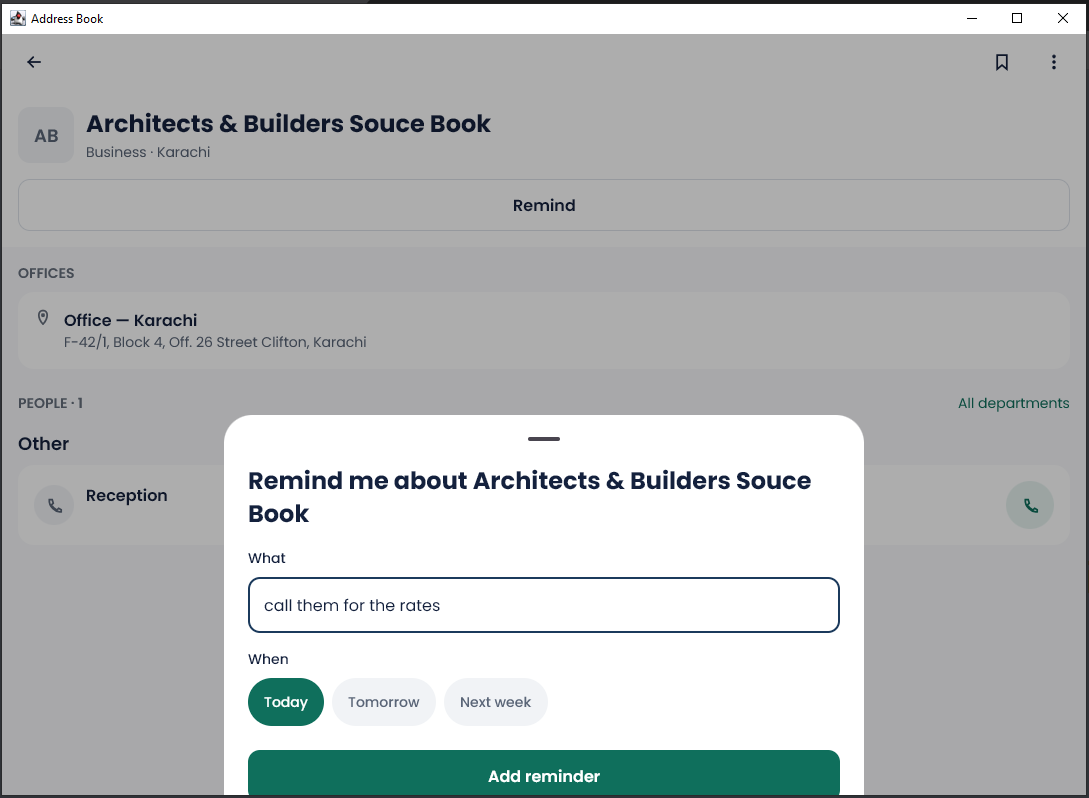 Address Book
AB
Architects & Builders Souce Book
Business · Karachi
Remind
OFFICES
Office — Karachi
F-42/1, Block 4, Off. 26 Street Clifton, Karachi
PEOPLE · 1
All departments
Other
Reception
Remind me about Architects & Builders Souce
Book
What
call them for the rates
When
Today
Tomorrow
Next week
Add reminder